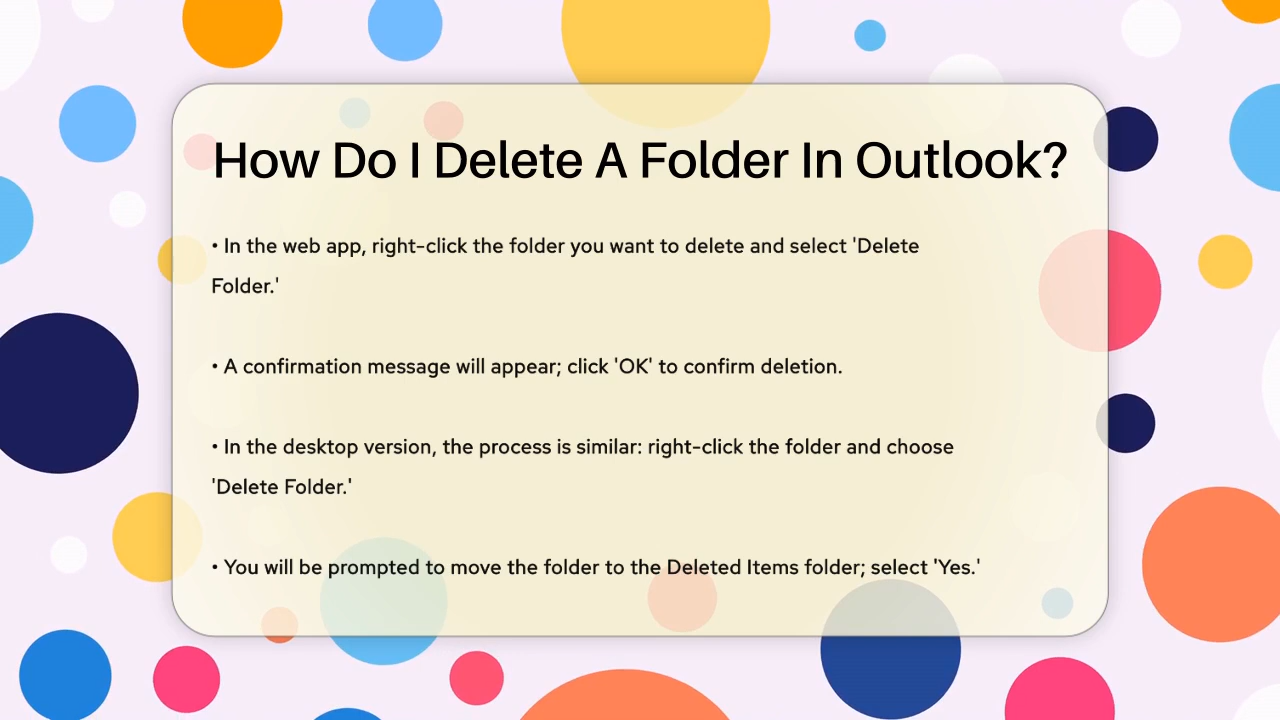 How Do I Delete A Folder In Outlook?
• In the web app, right-click the folder you want to delete and select 'Delete
Folder.'
• A confirmation message will appear; click 'OK' to confirm deletion.
• In the desktop version, the process is similar: right-click the folder and choose
'Delete Folder.'
• You will be prompted to move the folder to the Deleted Items folder; select 'Yes.'